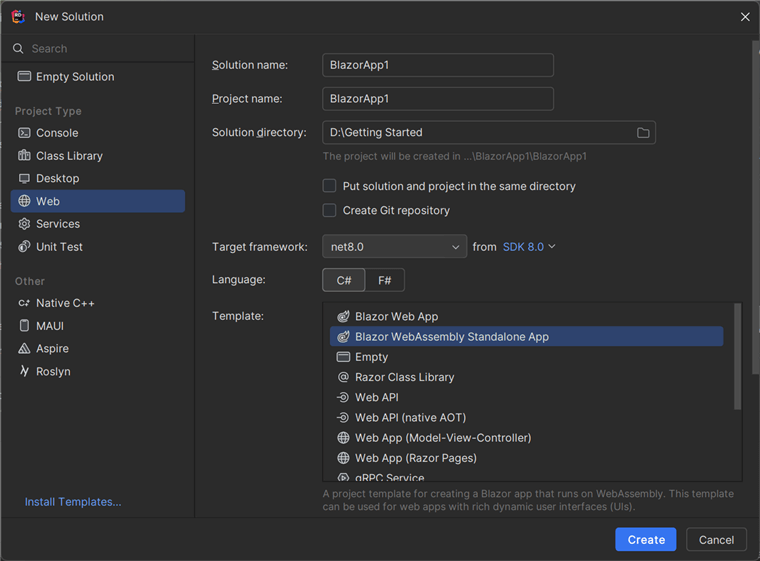 New Solution
Search
Empty Solution
Project Type
Console
Class Library
Desktop
Web
Services
Unit Test
Other
C++ Native C++
MAUI
Aspire
Roslyn
Install Templates...
Solution name: BlazorApp1
Project name: BlazorApp1
Solution directory: D:\Getting Started
The project will be created in ...\BlazorApp1\BlazorApp1
Put solution and project in the same directory
Create Git repository
Target framework: net8.0 from SDK 8.0
Language: C# F#
Template:
Blazor Web App
Blazor WebAssembly Standalone App
Empty
Razor Class Library
Web API
Web API (native AOT)
Web App (Model-View-Controller)
Web App (Razor Pages)
gRPC Service
A project template for creating a Blazor app that runs on WebAssembly. This template
can be used for web apps with rich dynamic user interfaces (UIs).
Create Cancel